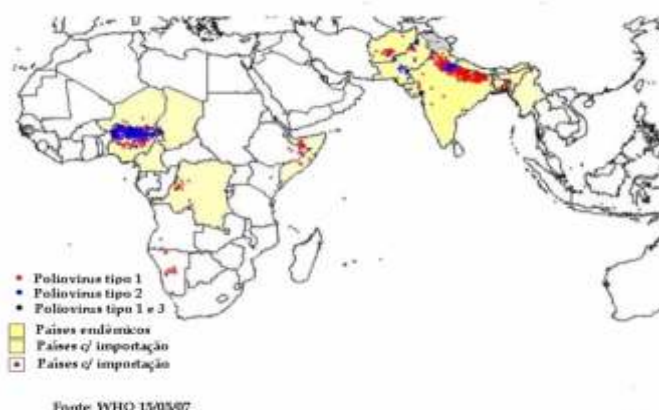 Poliovirus tipo 1
Poliovirus tipo 2
Poliovirus tipo 1 e 3
Países endêmicos
Países c/ importação
Países c/ importação
Fonte: WHO 15/05/07